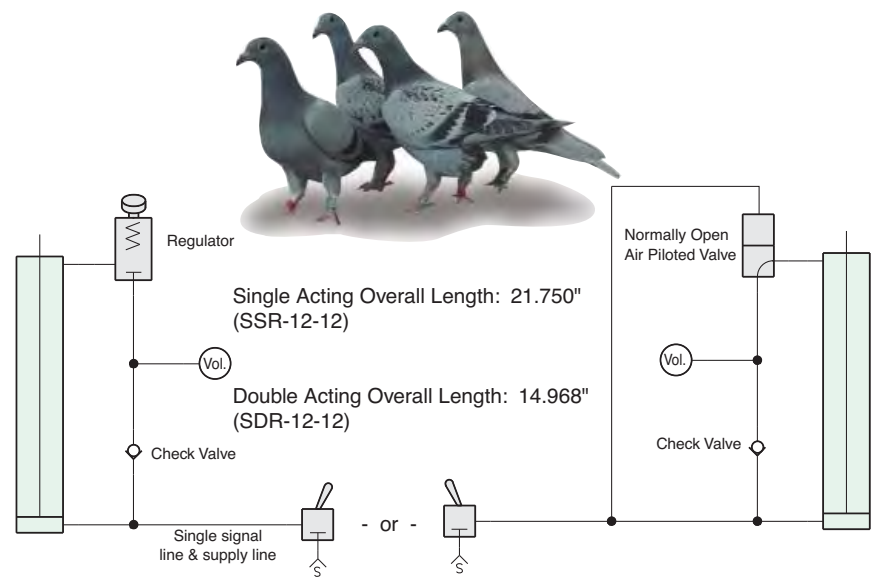 Regulator
Normally Open
Air Piloted Valve
Single Acting Overall Length: 21.750"
(SSR-12-12)
Vol.
Vol.
Double Acting Overall Length: 14.968"
(SDR-12-12)
Check Valve
Check Valve
Single signal
line & supply line
- or -
S
S